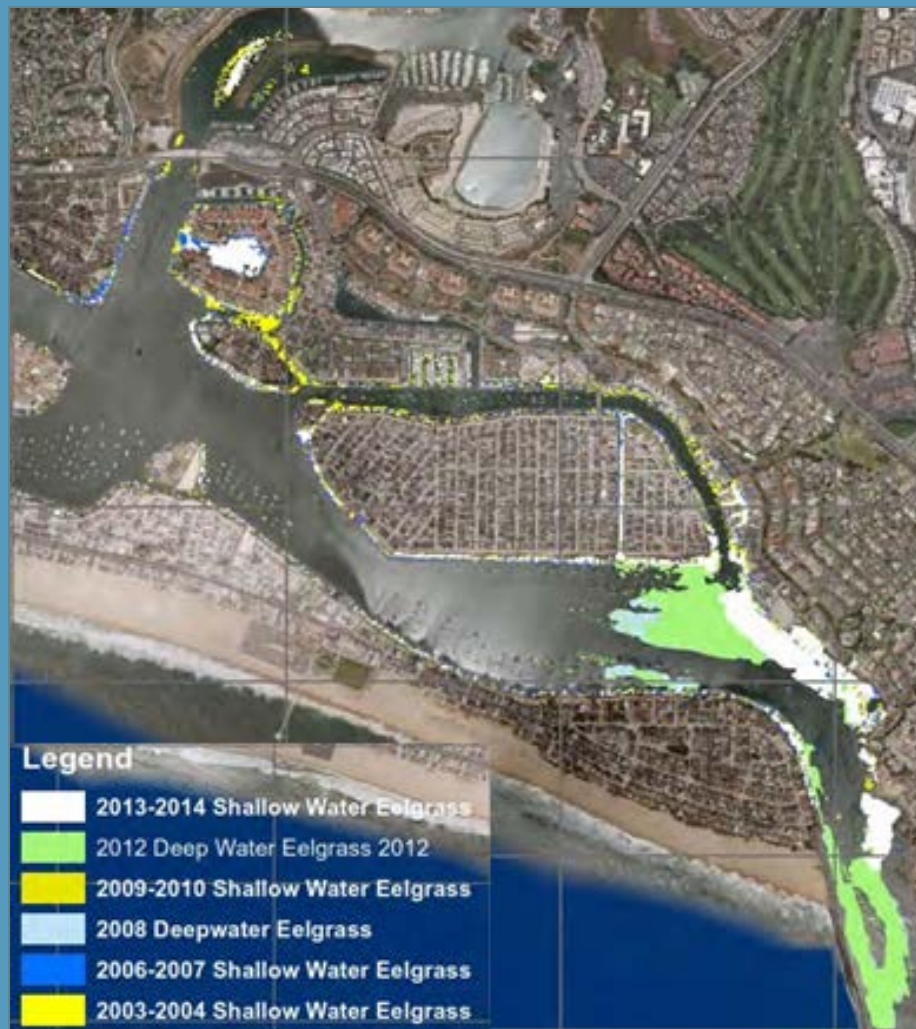 Legend
2013-2014 Shallow Water Eelgrass
2012 Deep Water Eelgrass 2012
2009-2010 Shallow Water Eelgrass
2008 Deepwater Eelgrass
2006-2007 Shallow Water Eelgrass
2003-2004 Shallow Water Eelgrass